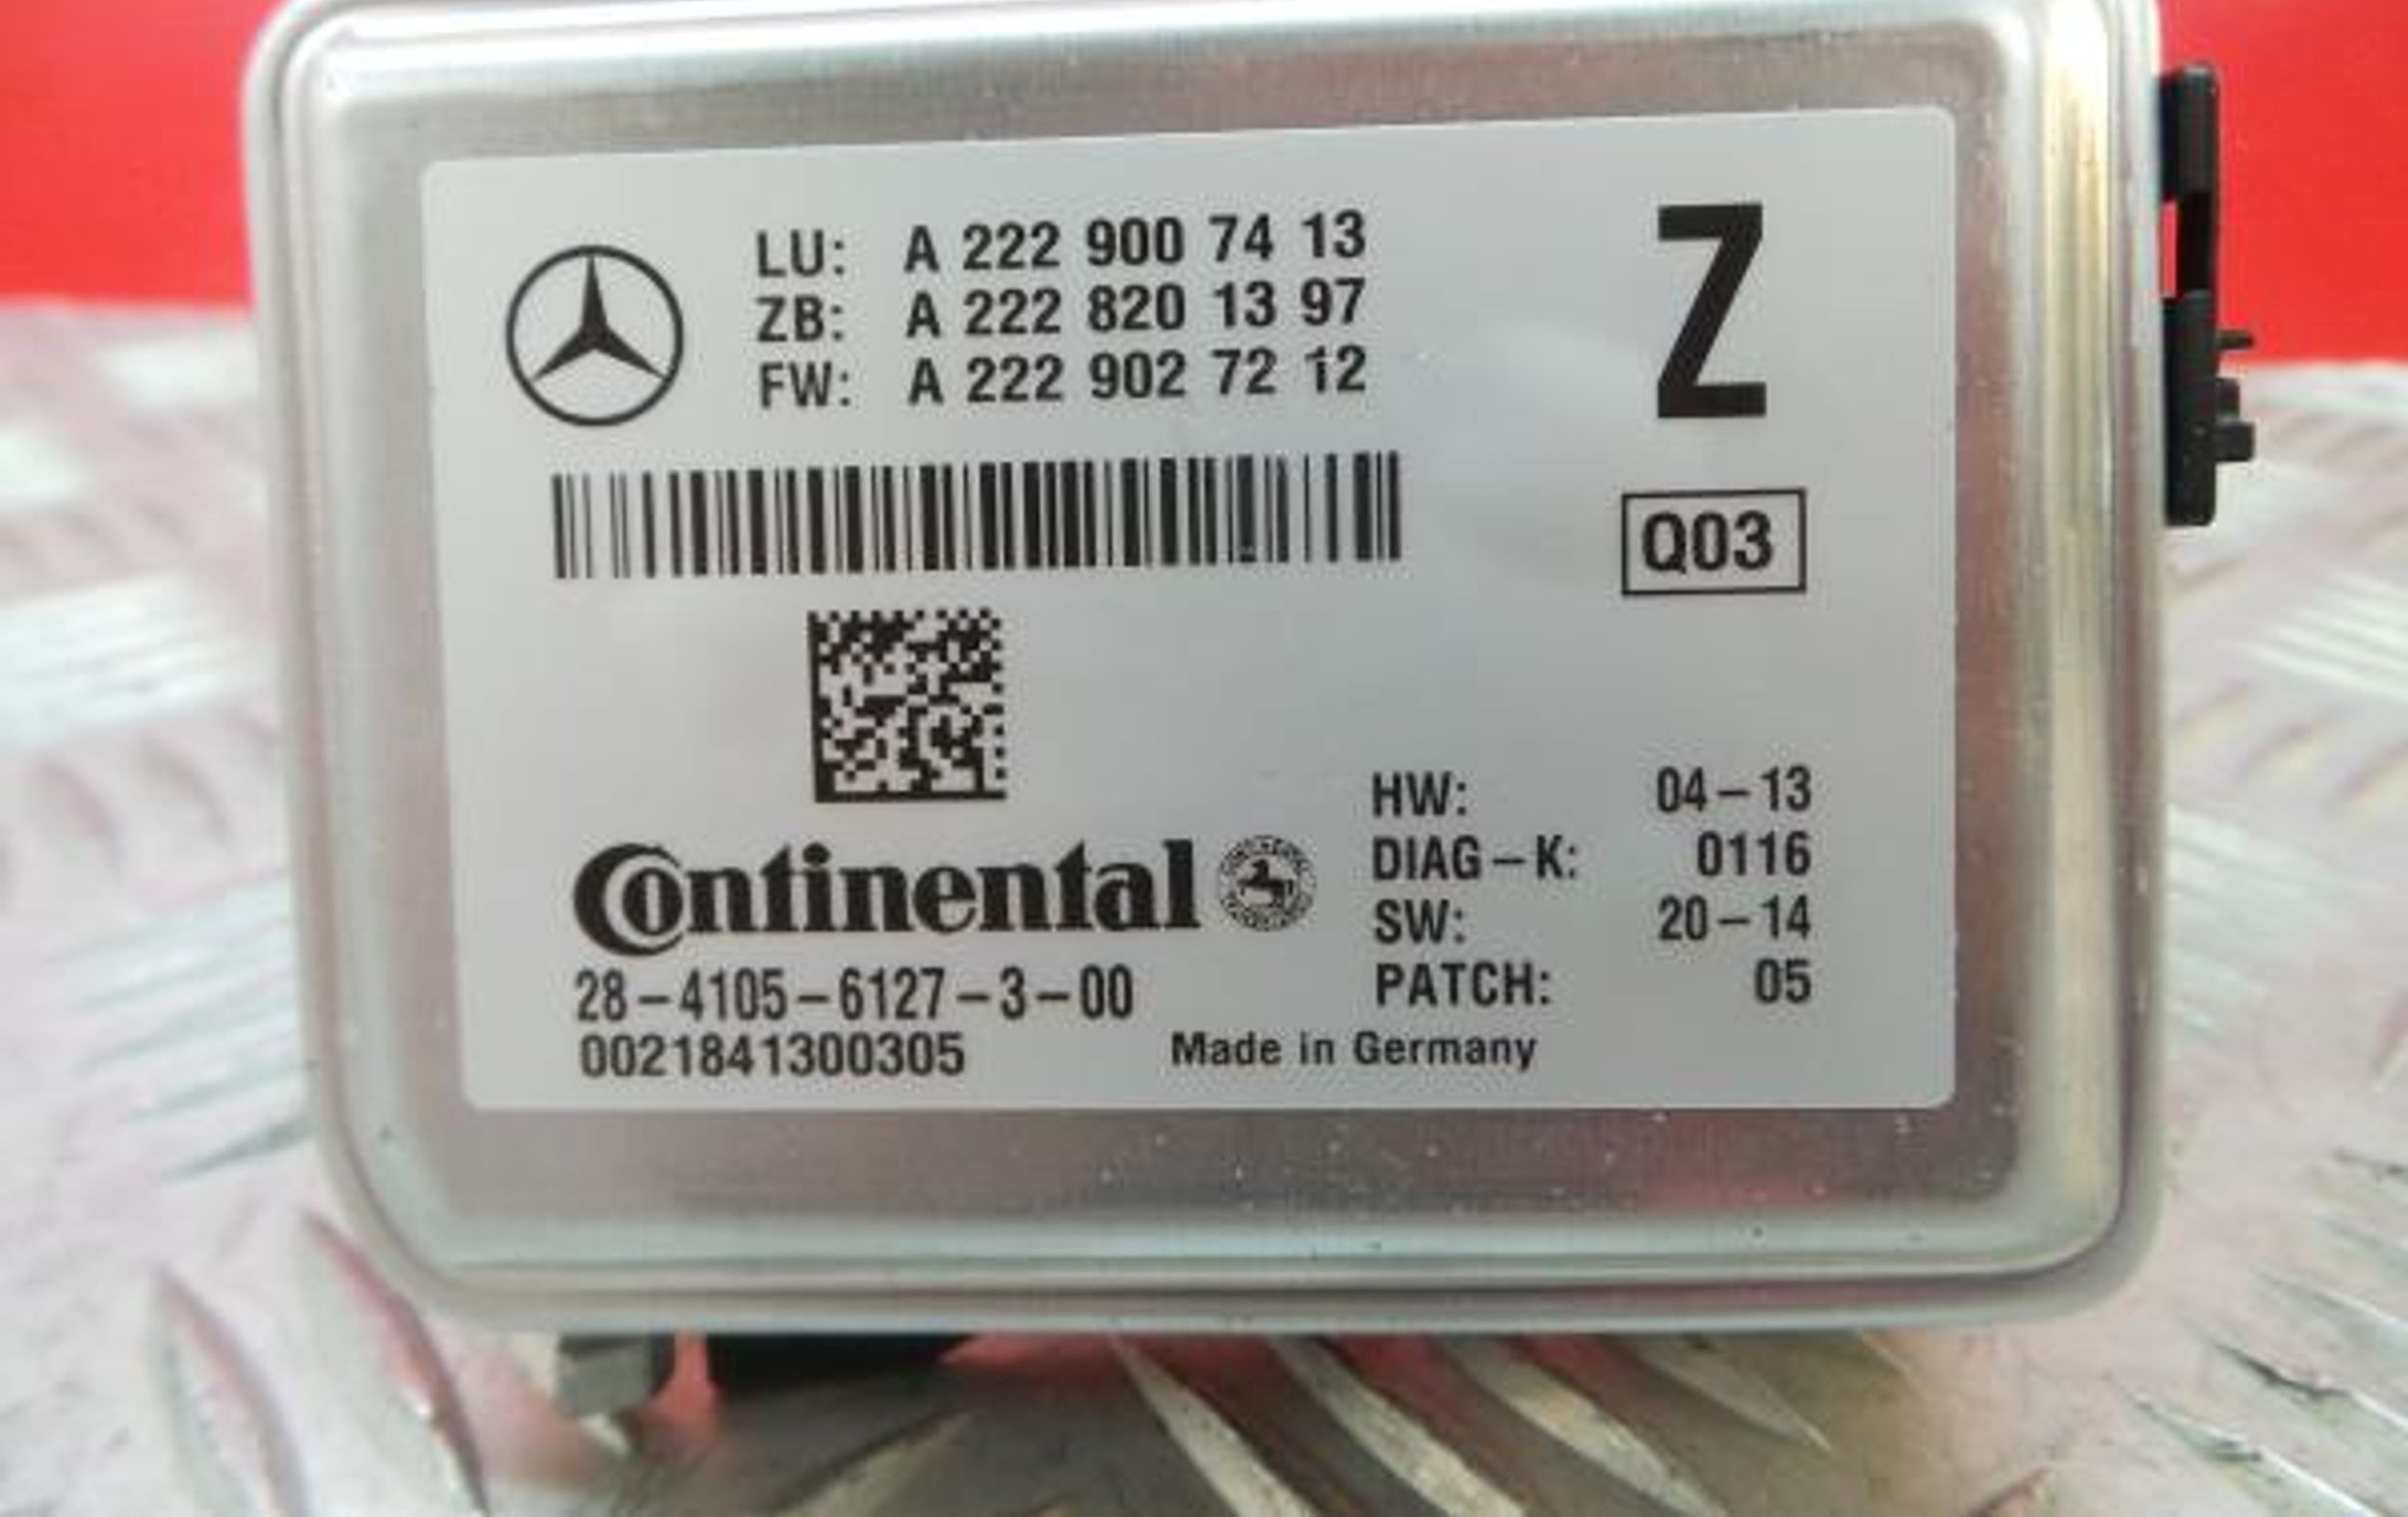 LU: A 222 900 74 13
ZB: A 222 820 13 97
FW: A 222 902 72 12
Z
Q03
HW: 04-13
DIAG-K: 0116
SW: 20-14
PATCH: 05
Continental
28-4105-6127-3-00
0021841300305
Made in Germany